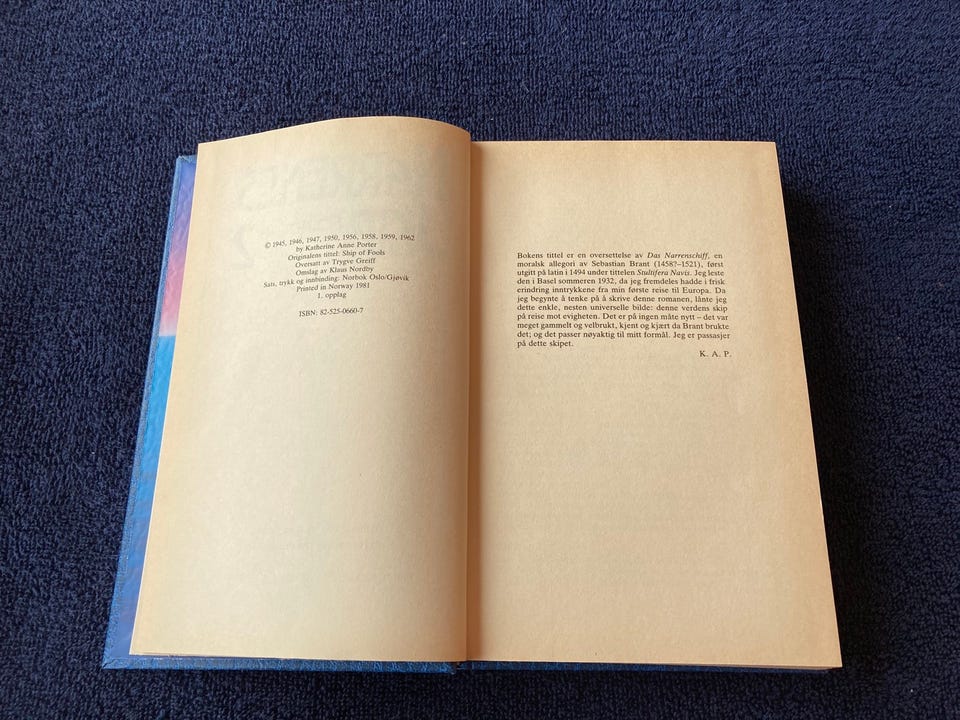 © 1945, 1946, 1947, 1950, 1956, 1958, 1959, 1962
by Katherine Anne Porter
Originalens tittel: Ship of Fools
Oversatt av Trygve Greiff
Omslag av Klaus Nordby
Sats, trykk og innbinding: Norbok Oslo/Gjøvik
Printed in Norway 1981
1. opplag
ISBN: 82-525-0660-7
Bokens tittel er en oversettelse av Das Narrenschiff, en
moralsk allegori av Sebastian Brant (1458?–1521), først
utgitt på latin i 1494 under tittelen Stultifera Navis. Jeg leste
den i Basel sommeren 1932, da jeg fremdeles hadde i frisk
erindring inntrykkene fra min første reise til Europa. Da
jeg begynte å tenke på å skrive denne romanen, lånte jeg
dette enkle, nesten universelle bilde: denne verdens skip
på reise mot evigheten. Det er på ingen måte nytt – det var
meget gammelt og velbrukt, kjent og kjært da Brant brukte
det; og det passer nøyaktig til mitt formål. Jeg er passasjer
på dette skipet.
K. A. P.